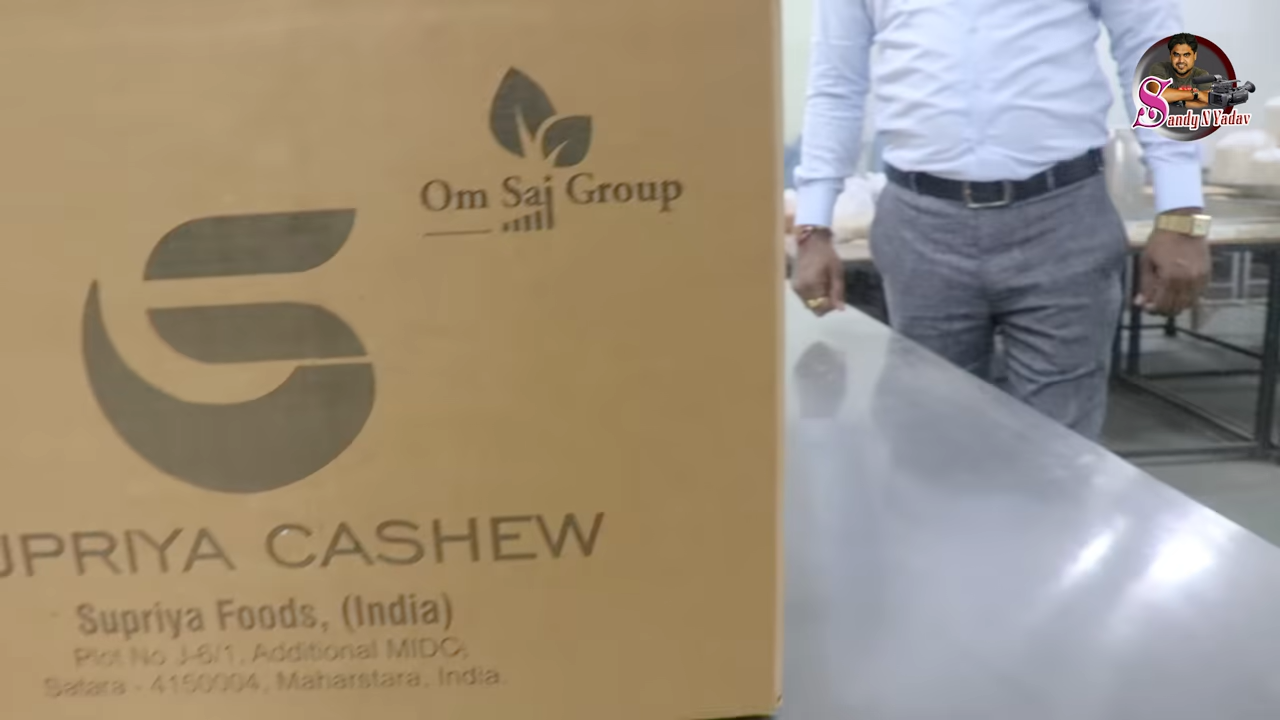 Om Sai Group
UPRIYA CASHEW
Supriya Foods, (India)
Plot No J-6/1, Additional MIDC,
Satara - 4150004, Maharstara, India.
Sandy N Yadav